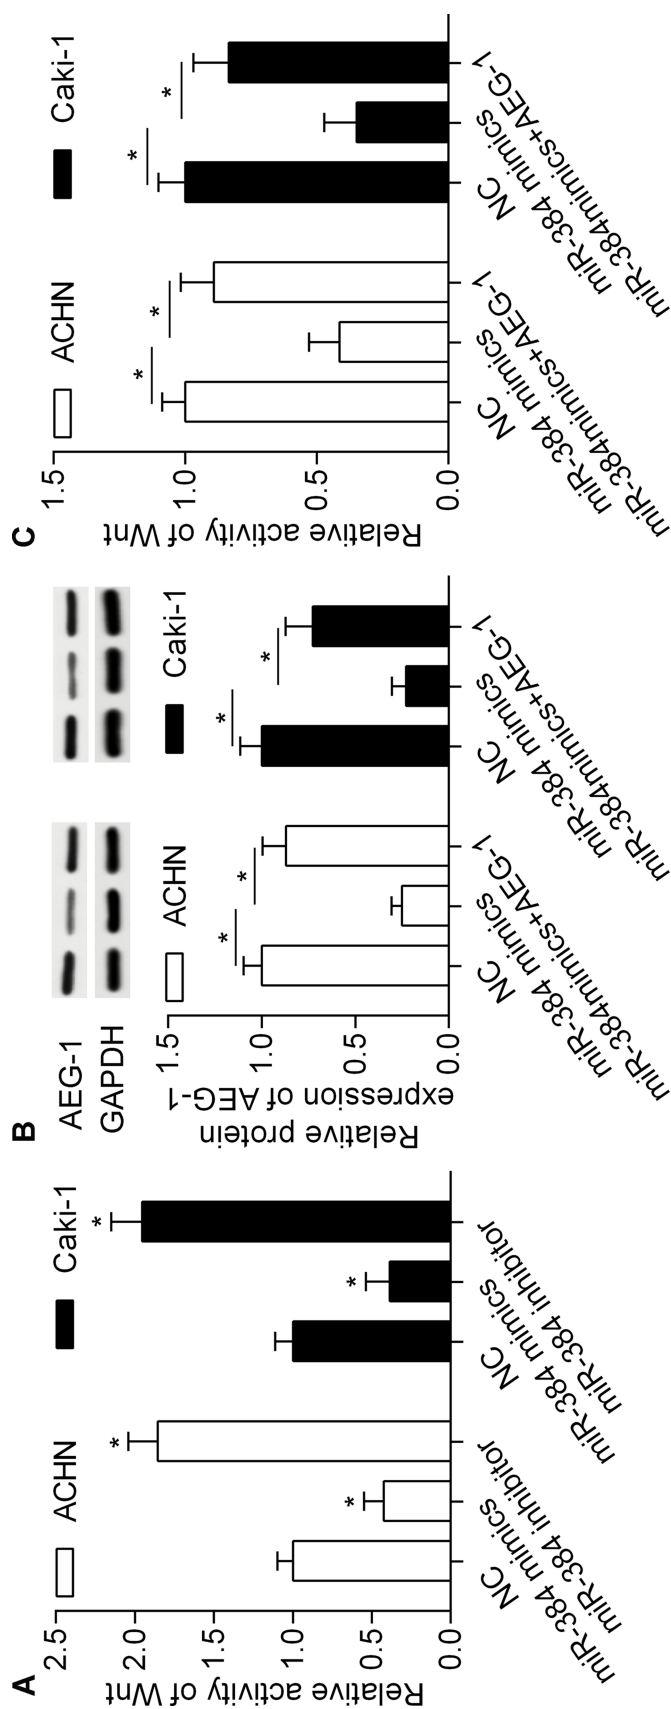 A
ACHN
Caki-1
Relative activity of Wnt
2.5
2.0
1.5
1.0
0.5
0.0
*
*
*
*
NC
miR-384 mimics
miR-384 inhibitor
NC
miR-384 mimics
miR-384 inhibitor
B
AEG-1
GAPDH
ACHN
Caki-1
Relative protein
expression of AEG-1
1.5
1.0
0.5
0.0
*
*
*
*
NC
miR-384 mimics
miR-384mimics+AEG-1
NC
miR-384 mimics
miR-384mimics+AEG-1
C
ACHN
Caki-1
Relative activity of Wnt
1.5
1.0
0.5
0.0
*
*
*
*
NC
miR-384 mimics
miR-384mimics+AEG-1
NC
miR-384 mimics
miR-384mimics+AEG-1